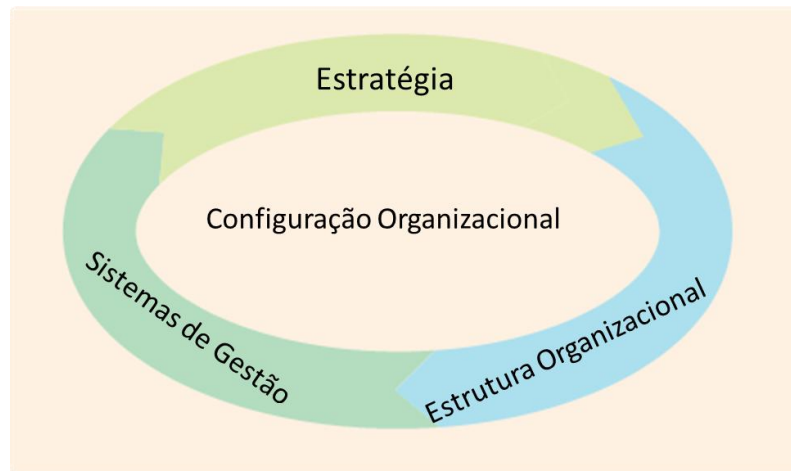 Estratégia
Configuração Organizacional
Sistemas de Gestão
Estrutura Organizacional